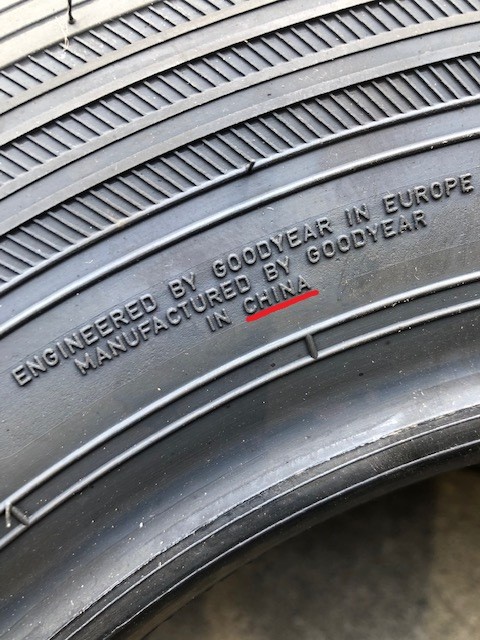 ENGINEERED BY GOODYEAR IN EUROPE
MANUFACTURED BY GOODYEAR
IN CHINA